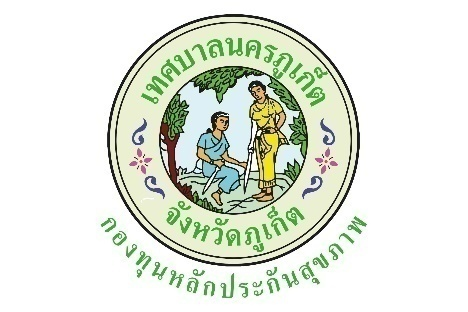 เทศบาลนครภูเก็ต
จังหวัดภูเก็ต
กองทุนหลักประกันสุขภาพ